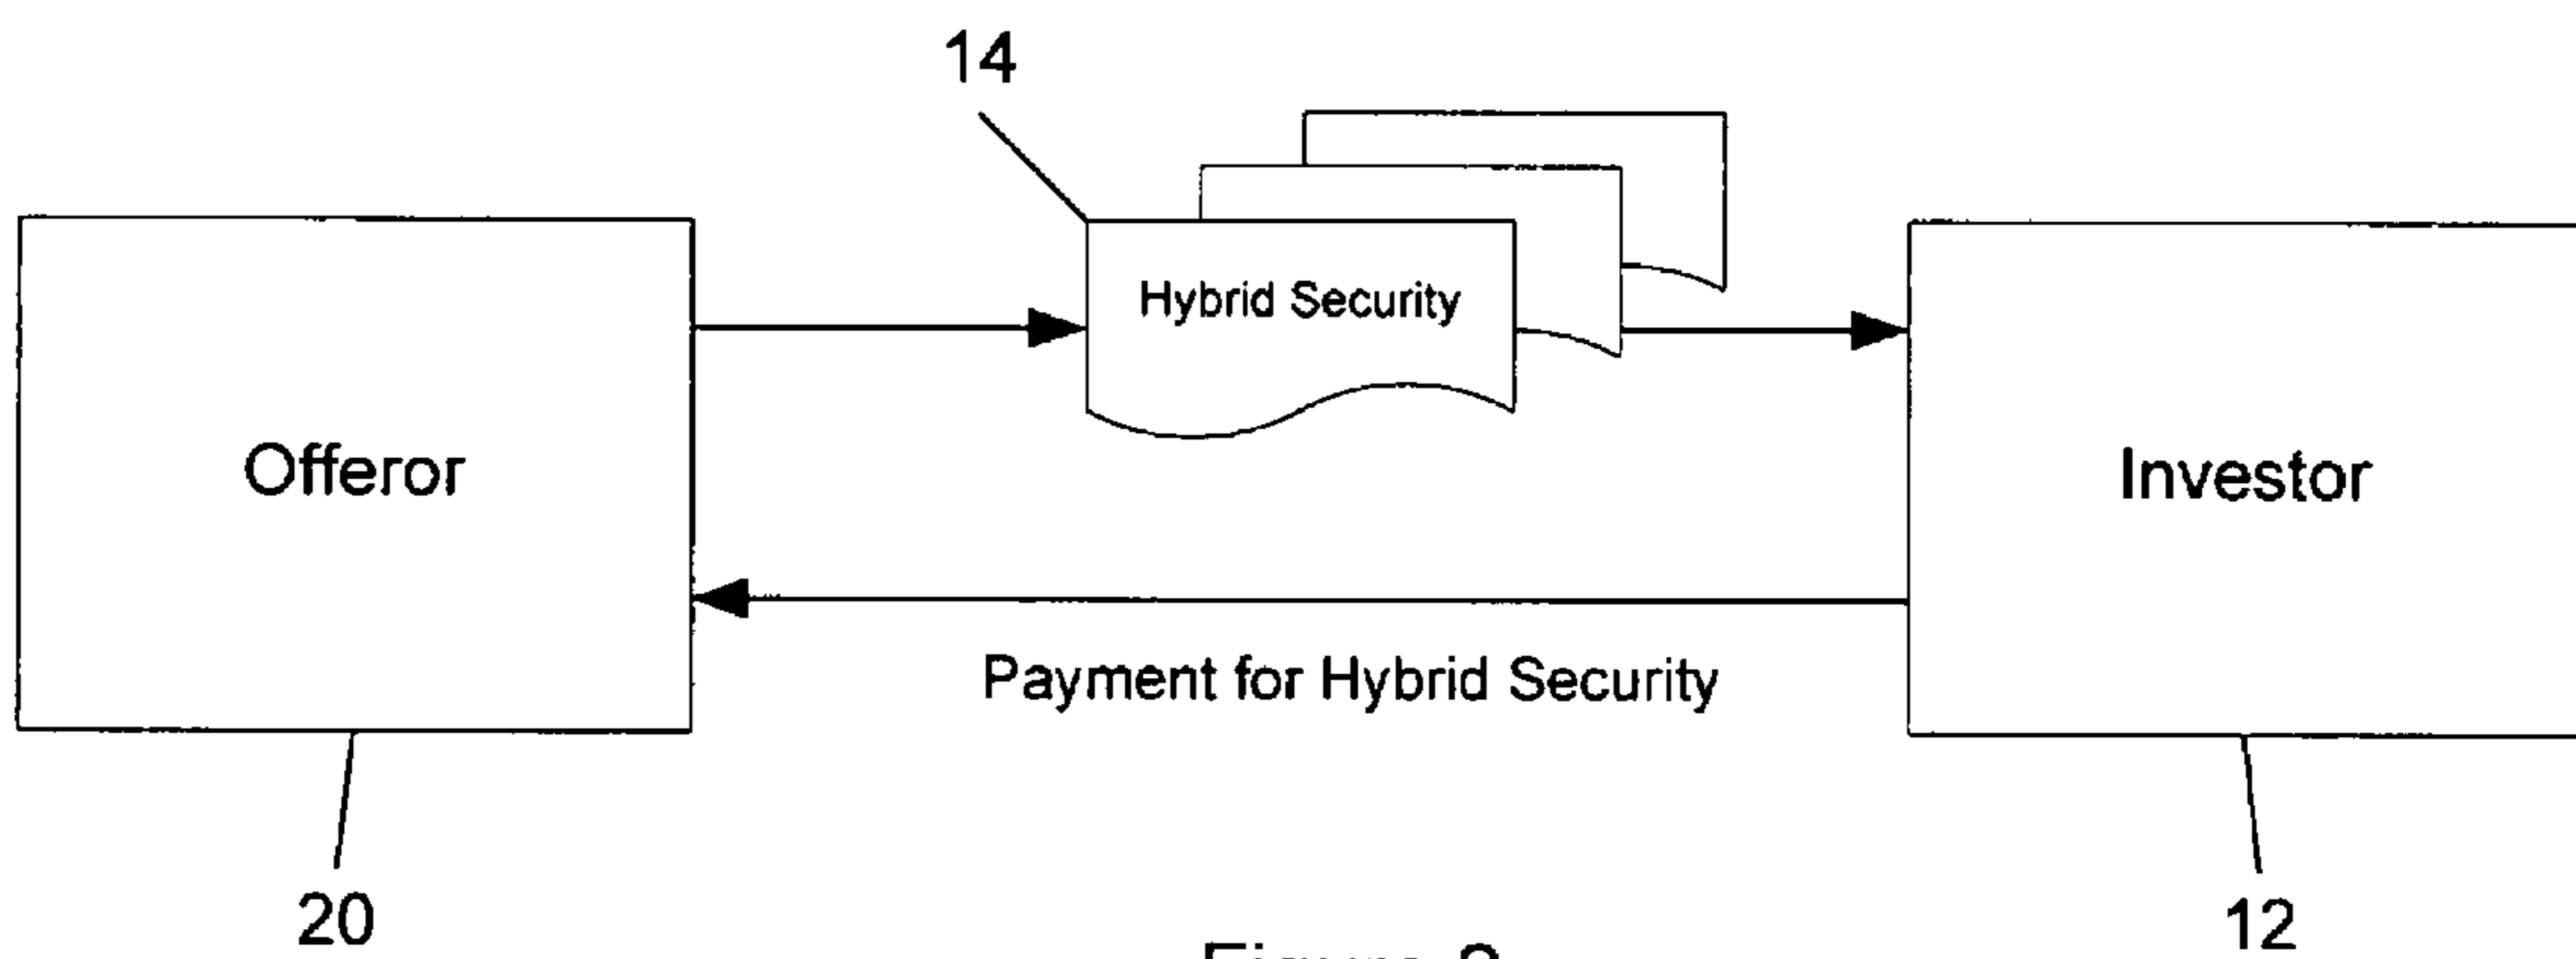 14
Hybrid Security
Offeror
Investor
Payment for Hybrid Security
20
12